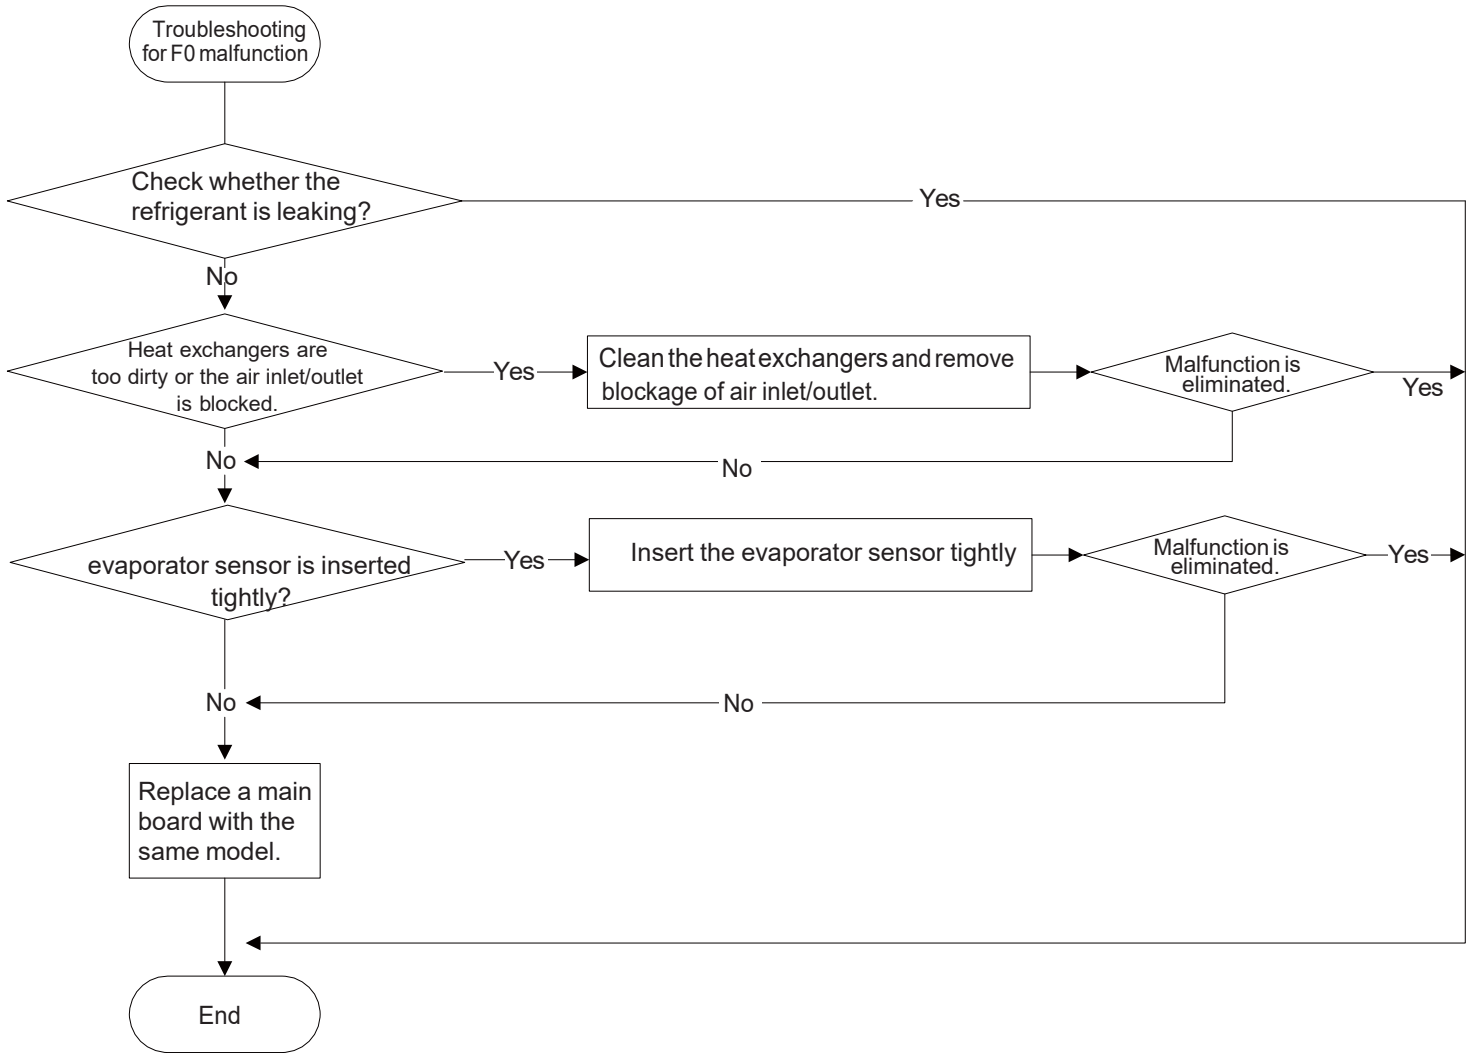 Troubleshooting
for F0 malfunction
Check whether the
refrigerant is leaking?
Yes
No
Heat exchangers are
too dirty or the air inlet/outlet
is blocked.
Yes
Clean the heat exchangers and remove
blockage of air inlet/outlet.
Malfunction is
eliminated.
Yes
No
No
evaporator sensor is inserted
tightly?
Yes
Insert the evaporator sensor tightly
Malfunction is
eliminated.
Yes
No
No
Replace a main
board with the
same model.
End